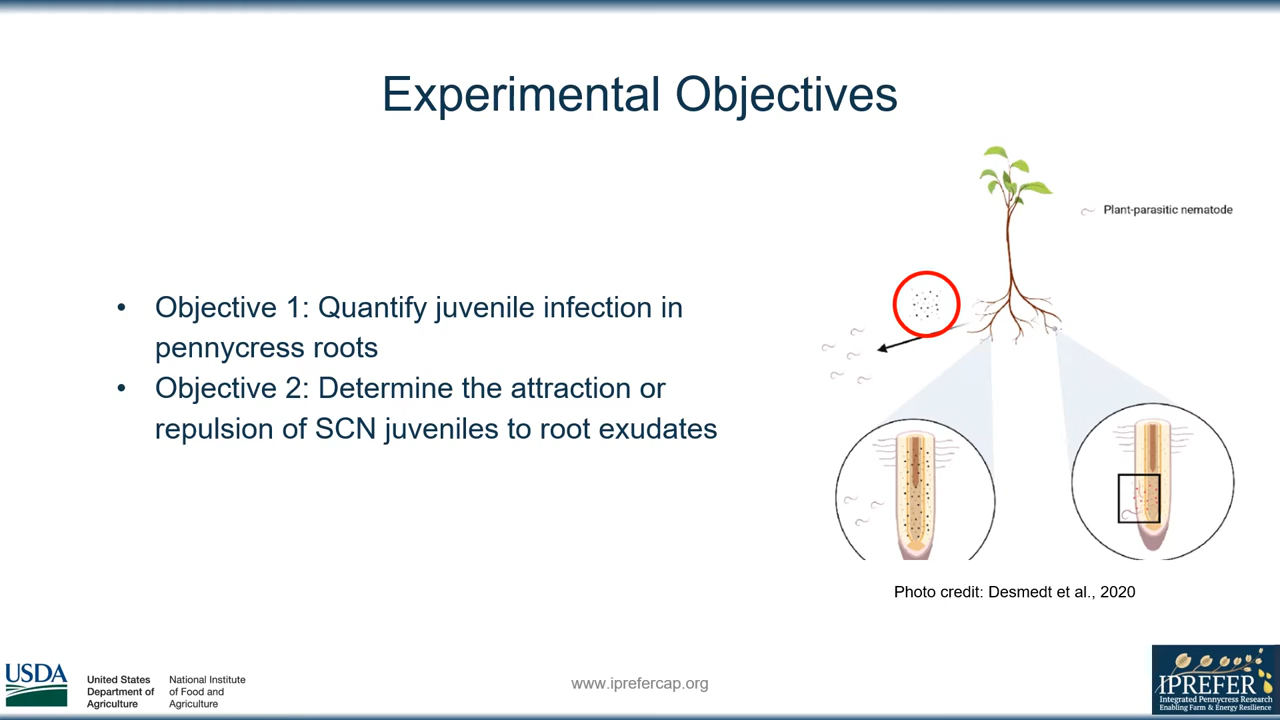 Experimental Objectives
Plant-parasitic nematode
• Objective 1: Quantify juvenile infection in
pennycress roots
• Objective 2: Determine the attraction or
repulsion of SCN juveniles to root exudates
Photo credit: Desmedt et al., 2020
USDA
United States
Department of
Agriculture
National Institute
of Food and
Agriculture
www.iprefercap.org
IPREFER
Integrated Pennycress Research
Enabling Farm & Energy Resilience